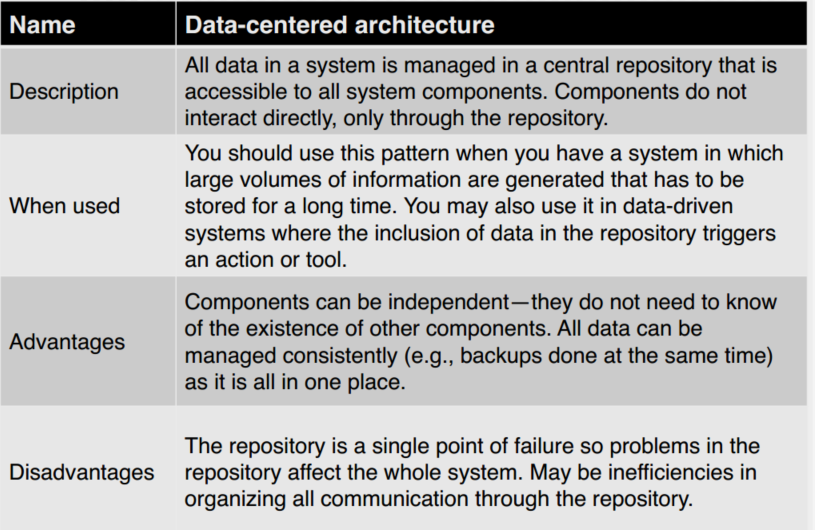 Name
Data-centered architecture
Description
All data in a system is managed in a central repository that is
accessible to all system components. Components do not
interact directly, only through the repository.
When used
You should use this pattern when you have a system in which
large volumes of information are generated that has to be
stored for a long time. You may also use it in data-driven
systems where the inclusion of data in the repository triggers
an action or tool.
Advantages
Components can be independent—they do not need to know
of the existence of other components. All data can be
managed consistently (e.g., backups done at the same time)
as it is all in one place.
Disadvantages
The repository is a single point of failure so problems in the
repository affect the whole system. May be inefficiencies in
organizing all communication through the repository.